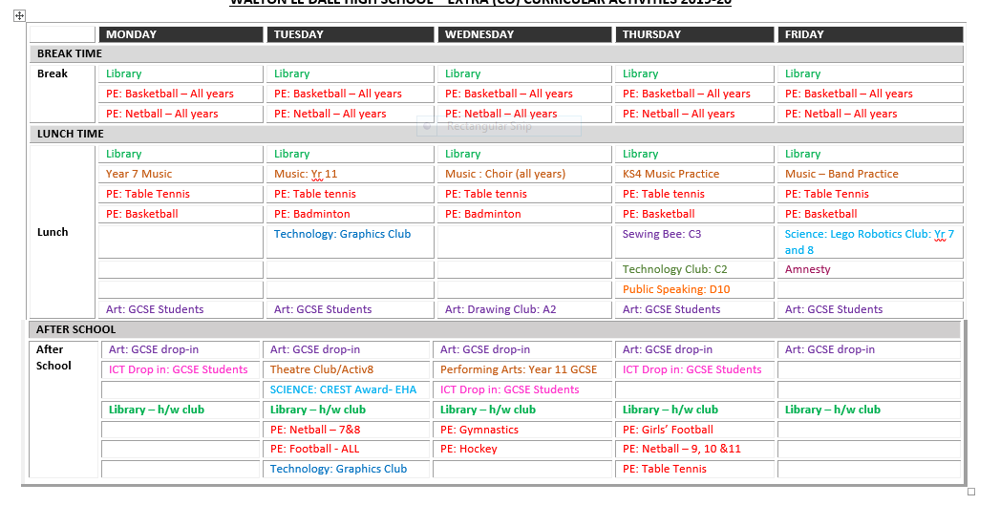 WALTON LE DALE HIGH SCHOOL – EXTRA (CO) CURRICULAR ACTIVITIES 2019-20
MONDAY TUESDAY WEDNESDAY THURSDAY FRIDAY
BREAK TIME
Break Library Library Library Library Library
PE: Basketball – All years PE: Basketball – All years PE: Basketball – All years PE: Basketball – All years PE: Basketball – All years
PE: Netball – All years PE: Netball – All years PE: Netball – All years PE: Netball – All years PE: Netball – All years
Rectangular Snip
LUNCH TIME
Library Library Library Library Library
Year 7 Music Music: Yr 11 Music : Choir (all years) KS4 Music Practice Music – Band Practice
PE: Table Tennis PE: Table tennis PE: Table tennis PE: Table tennis PE: Table Tennis
PE: Basketball PE: Badminton PE: Badminton PE: Basketball PE: Basketball
Lunch Technology: Graphics Club Sewing Bee: C3 Science: Lego Robotics Club: Yr 7
and 8
Technology Club: C2 Amnesty
Public Speaking: D10
Art: GCSE Students Art: GCSE Students Art: Drawing Club: A2 Art: GCSE Students Art: GCSE Students
AFTER SCHOOL
After Art: GCSE drop-in Art: GCSE drop-in Art: GCSE drop-in Art: GCSE drop-in Art: GCSE drop-in
School ICT Drop in: GCSE Students Theatre Club/Activ8 Performing Arts: Year 11 GCSE ICT Drop in: GCSE Students
SCIENCE: CREST Award- EHA ICT Drop in: GCSE Students
Library – h/w club Library – h/w club Library – h/w club Library – h/w club Library – h/w club
PE: Netball – 7&8 PE: Gymnastics PE: Girls’ Football
PE: Football - ALL PE: Hockey PE: Netball – 9, 10 &11
Technology: Graphics Club PE: Table Tennis